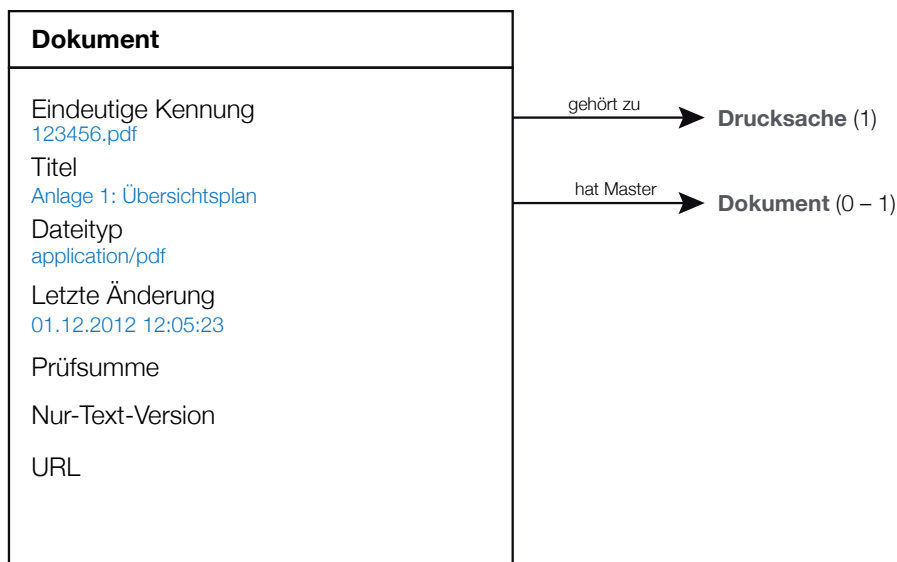 Dokument
Eindeutige Kennung
123456.pdf
Titel
Anlage 1: Übersichtsplan
Dateityp
application/pdf
Letzte Änderung
01.12.2012 12:05:23
Prüfsumme
Nur-Text-Version
URL
gehört zu
Drucksache (1)
hat Master
Dokument (0 – 1)